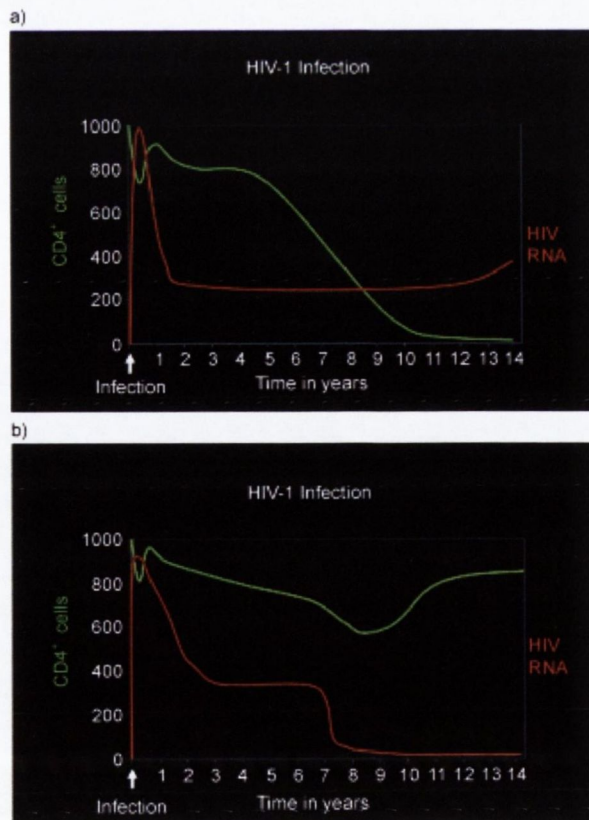 a)
HIV-1 Infection
1000
800
600
400
200
0
CD4⁺ cells
HIV
RNA
1 2 3 4 5 6 7 8 9 10 11 12 13 14
Infection
Time in years
b)
HIV-1 Infection
1000
800
600
400
200
0
CD4⁺ cells
HIV
RNA
1 2 3 4 5 6 7 8 9 10 11 12 13 14
Infection
Time in years